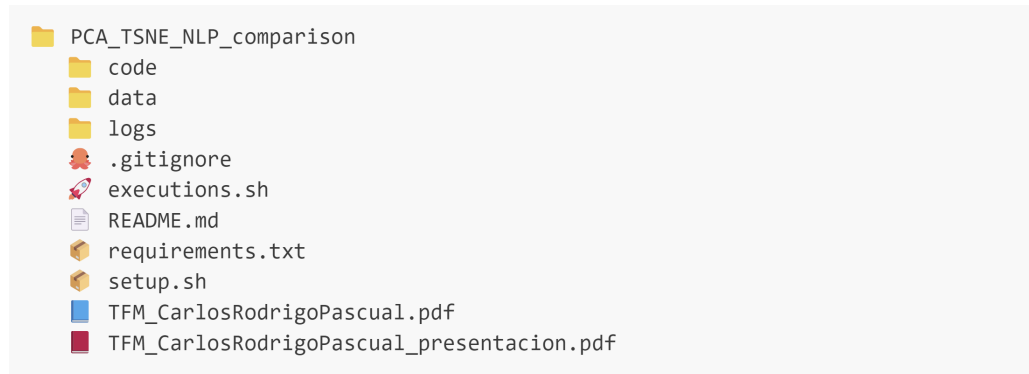 PCA_TSNE_NLP_comparison
code
data
logs
.gitignore
executions.sh
README.md
requirements.txt
setup.sh
TFM_CarlosRodrigoPascual.pdf
TFM_CarlosRodrigoPascual_presentacion.pdf